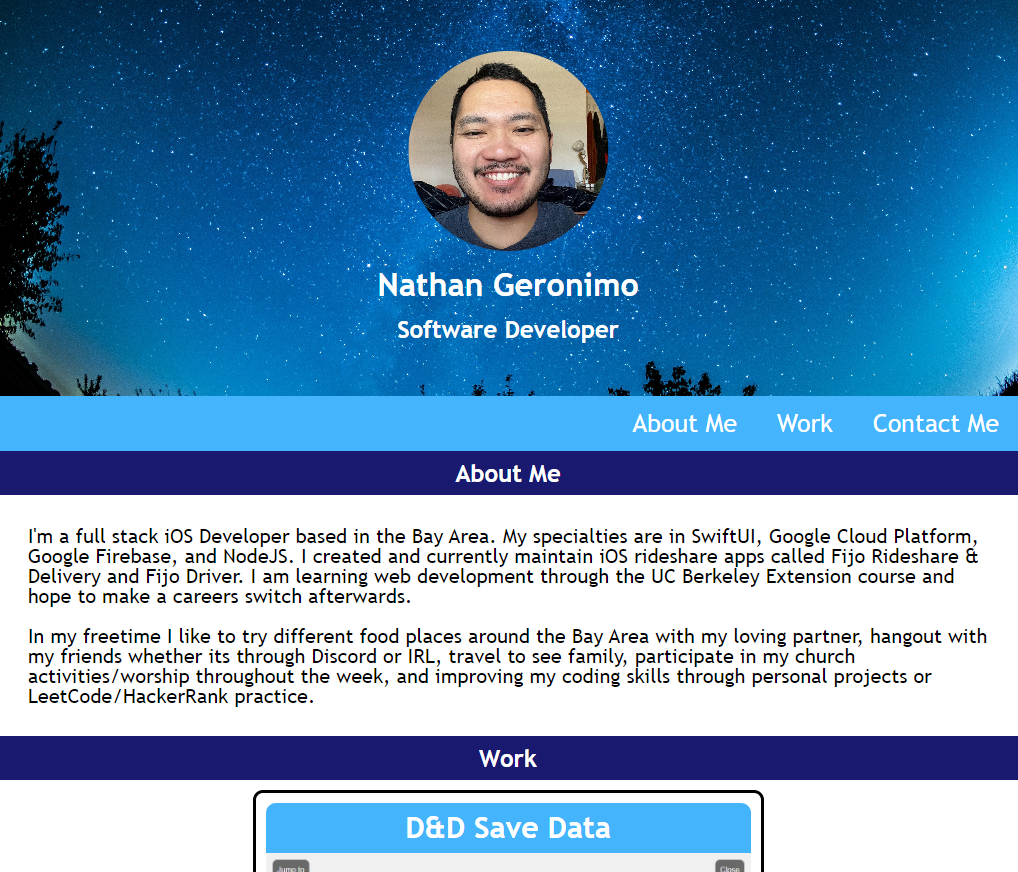 Nathan Geronimo
Software Developer
About Me Work Contact Me
About Me
I'm a full stack iOS Developer based in the Bay Area. My specialties are in SwiftUI, Google Cloud Platform,
Google Firebase, and NodeJS. I created and currently maintain iOS rideshare apps called Fijo Rideshare &
Delivery and Fijo Driver. I am learning web development through the UC Berkeley Extension course and
hope to make a careers switch afterwards.
In my freetime I like to try different food places around the Bay Area with my loving partner, hangout with
my friends whether its through Discord or IRL, travel to see family, participate in my church
activities/worship throughout the week, and improving my coding skills through personal projects or
LeetCode/HackerRank practice.
Work
D&D Save Data
Jump to Close